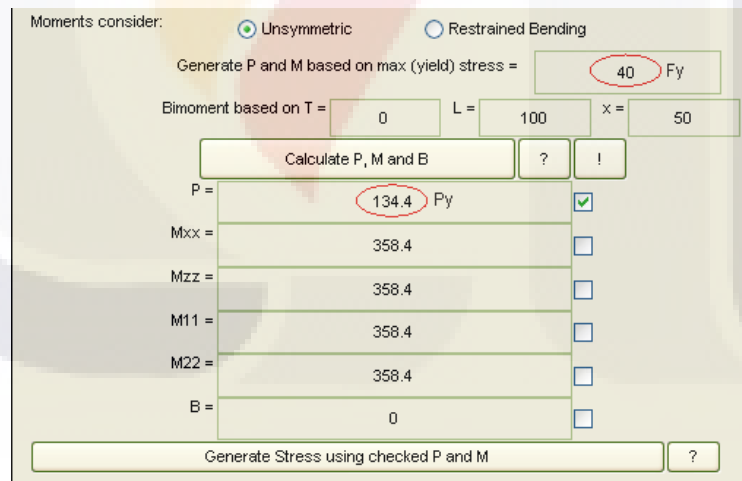 Moments consider: Unsymmetric Restrained Bending
Generate P and M based on max (yield) stress = 40 Fy
Bimoment based on T = 0 L = 100 x = 50
Calculate P, M and B ? !
P = 134.4 Py
Mxx = 358.4
Mzz = 358.4
M11 = 358.4
M22 = 358.4
B = 0
Generate Stress using checked P and M ?